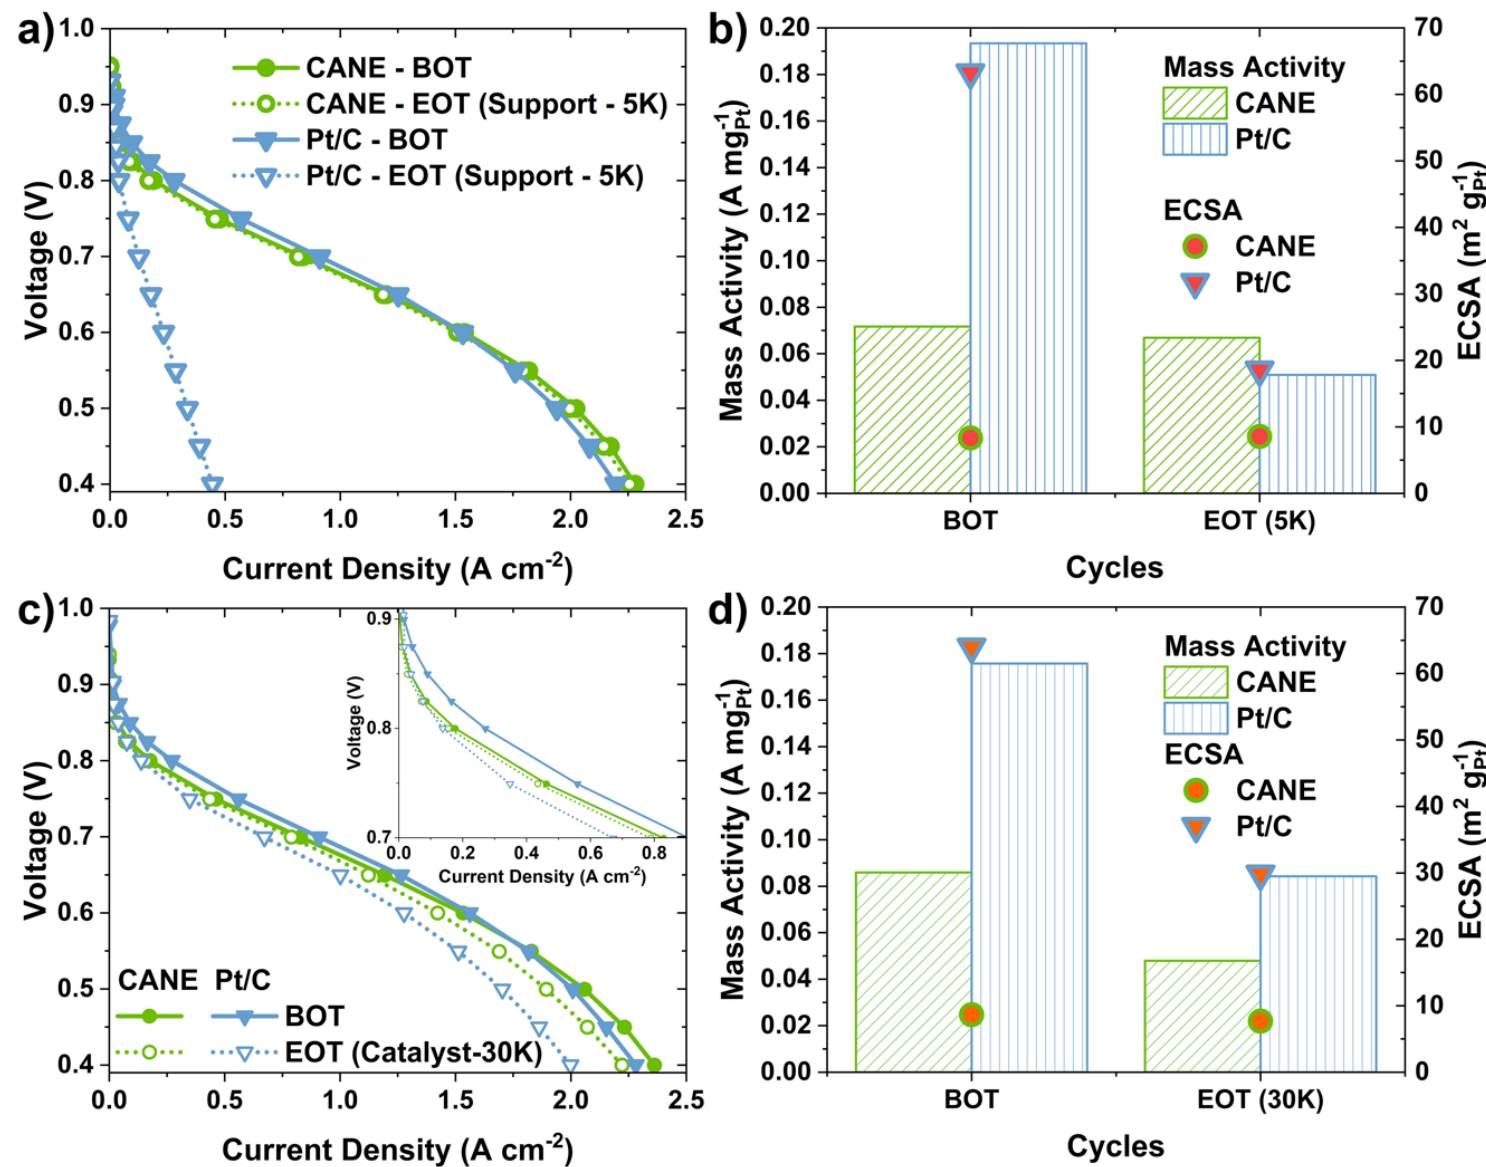 a)
1.0
0.9
0.8
0.7
0.6
0.5
0.4
Voltage (V)
CANE - BOT
CANE - EOT (Support - 5K)
Pt/C - BOT
Pt/C - EOT (Support - 5K)
0.0 0.5 1.0 1.5 2.0 2.5
Current Density (A cm⁻²)
b)
0.20
0.18
0.16
0.14
0.12
0.10
0.08
0.06
0.04
0.02
0.00
Mass Activity (A mg⁻¹Pt)
Mass Activity
CANE
Pt/C
ECSA
CANE
Pt/C
70
60
50
40
30
20
10
0
ECSA (m² g⁻¹Pt)
BOT EOT (5K)
Cycles
c)
1.0
0.9
0.8
0.7
0.6
0.5
0.4
Voltage (V)
0.9
0.8
0.7
Voltage (V)
0.0 0.2 0.4 0.6 0.8
Current Density (A cm⁻²)
CANE Pt/C
BOT
EOT (Catalyst-30K)
0.0 0.5 1.0 1.5 2.0 2.5
Current Density (A cm⁻²)
d)
0.20
0.18
0.16
0.14
0.12
0.10
0.08
0.06
0.04
0.02
0.00
Mass Activity (A mg⁻¹Pt)
Mass Activity
CANE
Pt/C
ECSA
CANE
Pt/C
70
60
50
40
30
20
10
0
ECSA (m² g⁻¹Pt)
BOT EOT (30K)
Cycles